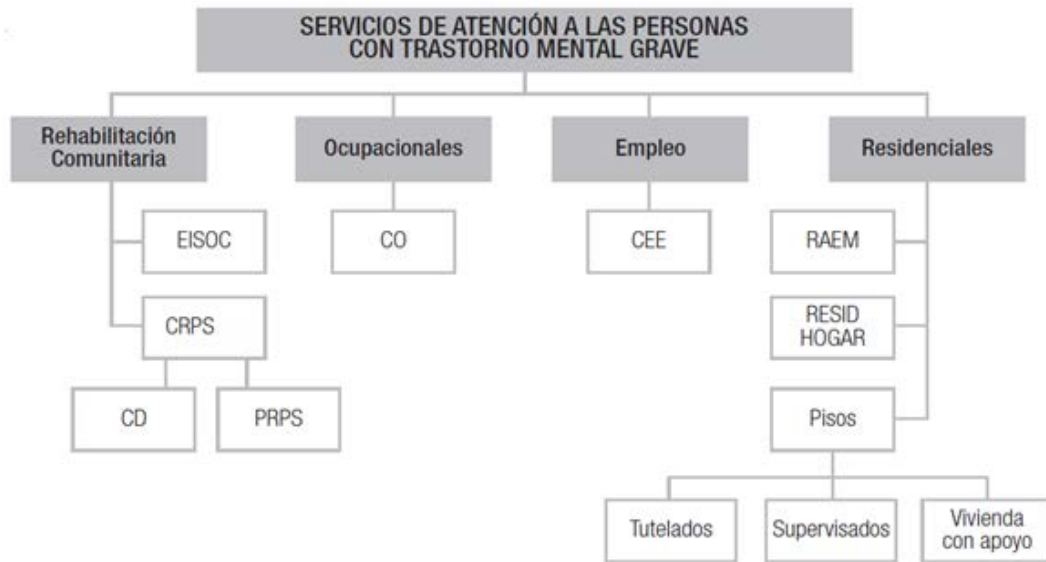 SERVICIOS DE ATENCIÓN A LAS PERSONAS
CON TRASTORNO MENTAL GRAVE
Rehabilitación
Comunitaria
Ocupacionales
Empleo
Residenciales
EISOC
CO
CEE
RAEM
CRPS
RESID
HOGAR
CD
PRPS
Pisos
Tutelados
Supervisados
Vivienda
con apoyo